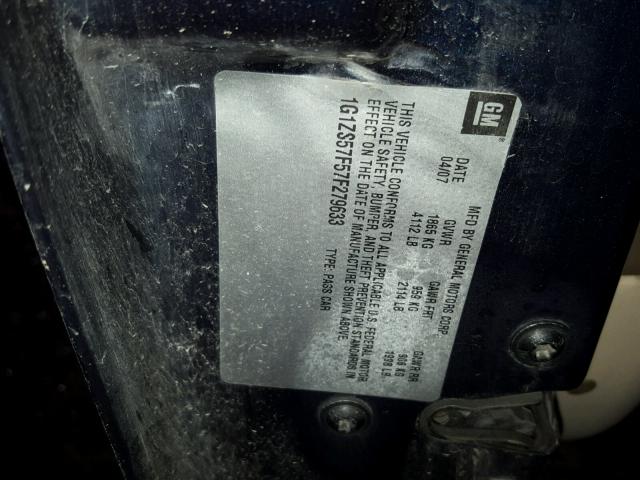 GM
MFD BY GENERAL MOTORS CORP
DATE GVWR GAWR FRT GAWR RR
04/07 1865 KG 959 KG 906 KG
4112 LB 2114 LB 1998 LB
THIS VEHICLE CONFORMS TO ALL APPLICABLE U.S. FEDERAL MOTOR
VEHICLE SAFETY, BUMPER, AND THEFT PREVENTION STANDARDS IN
EFFECT ON THE DATE OF MANUFACTURE SHOWN ABOVE.
1G1ZS57F57F279633 TYPE: PASS CAR